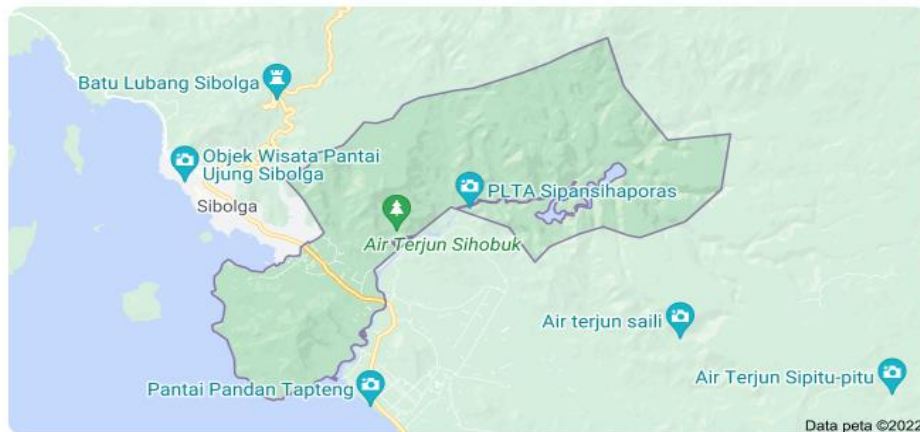 Batu Lubang Sibolga
Objek Wisata Pantai
Ujung Sibolga
Sibolga
PLTA Sipansihaporas
Air Terjun Sihobuk
Air terjun saili
Pantai Pandan Tapteng
Air Terjun Sipitu-pitu
Data peta ©2022